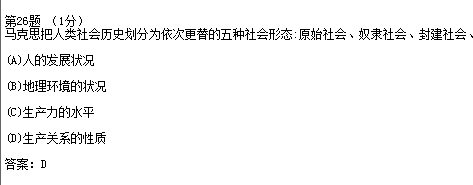 第26题 （1分）
马克思把人类社会历史划分为依次更替的五种社会形态:原始社会、奴隶社会、封建社会、
(A)人的发展状况
(B)地理环境的状况
(C)生产力的水平
(D)生产关系的性质
答案: D